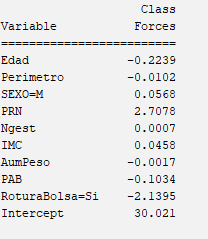 Class
Variable Forces
=========================
Edad -0.2239
Perimetro -0.0102
SEXO=M 0.0568
PRN 2.7078
Ngest 0.0007
IMC 0.0458
AumPeso -0.0017
PAB -0.1034
RoturaBolsa=Si -2.1395
Intercept 30.021